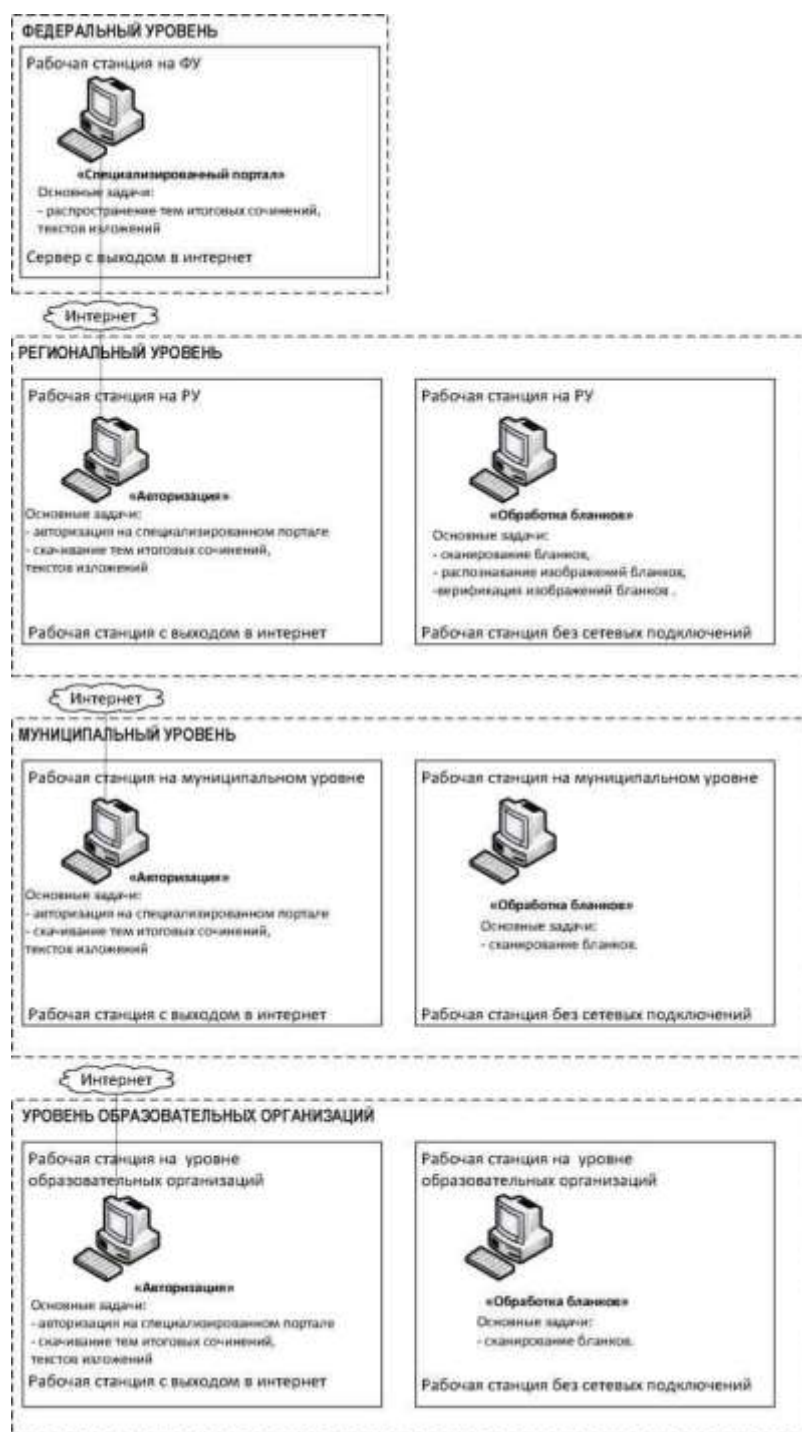 ФЕДЕРАЛЬНЫЙ УРОВЕНЬ
Рабочая станция на ФУ
«Специализированный портал»
Основные задачи:
- распространение тем итоговых сочинений,
текстов изложений
Сервер с выходом в интернет
Интернет
РЕГИОНАЛЬНЫЙ УРОВЕНЬ
Рабочая станция на РУ
«Авторизация»
Основные задачи:
- авторизация на специализированном портале
- скачивание тем итоговых сочинений,
текстов изложений
Рабочая станция с выходом в интернет
Рабочая станция на РУ
«Обработка бланков»
Основные задачи:
- сканирование бланков,
- распознавание изображений бланков,
-верификация изображений бланков .
Рабочая станция без сетевых подключений
Интернет
МУНИЦИПАЛЬНЫЙ УРОВЕНЬ
Рабочая станция на муниципальном уровне
«Авторизация»
Основные задачи:
- авторизация на специализированном портале
- скачивание тем итоговых сочинений,
текстов изложений
Рабочая станция с выходом в интернет
Рабочая станция на муниципальном уровне
«Обработка бланков»
Основные задачи:
- сканирование бланков.
Рабочая станция без сетевых подключений
Интернет
УРОВЕНЬ ОБРАЗОВАТЕЛЬНЫХ ОРГАНИЗАЦИЙ
Рабочая станция на уровне
образовательных организаций
«Авторизация»
Основные задачи:
- авторизация на специализированном портале
- скачивание тем итоговых сочинений,
текстов изложений
Рабочая станция с выходом в интернет
Рабочая станция на уровне
образовательных организаций
«Обработка бланков»
Основные задачи:
- сканирование бланков.
Рабочая станция без сетевых подключений